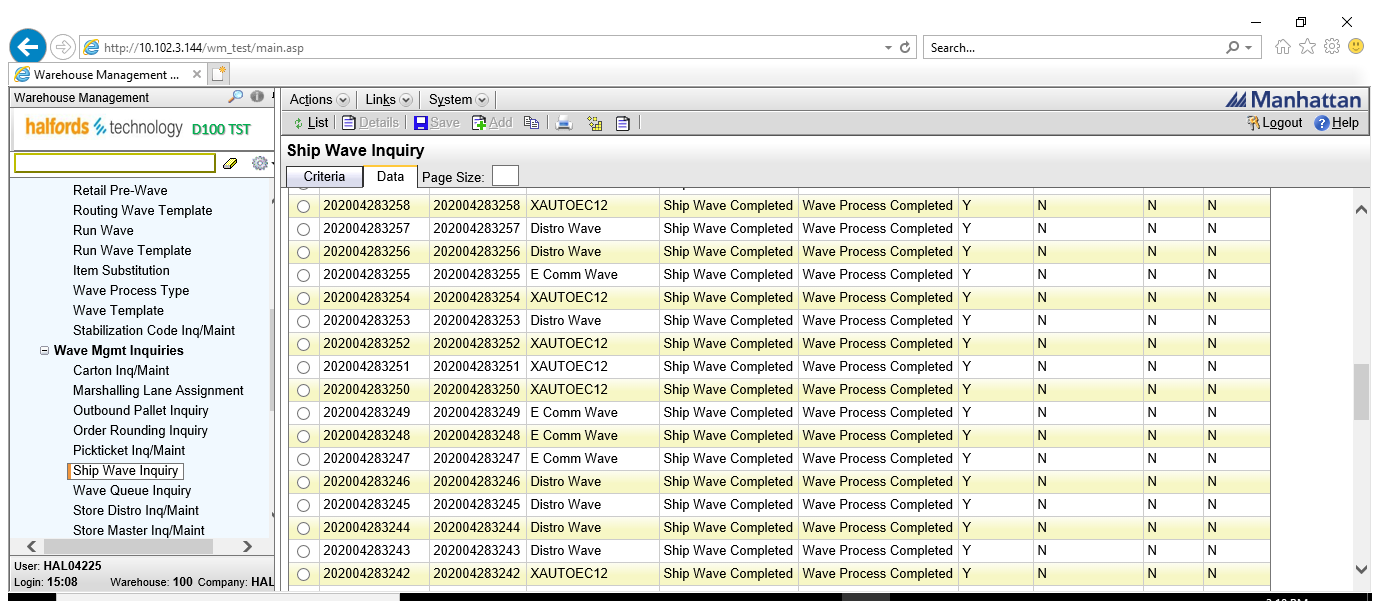 http://10.102.3.144/wm_test/main.asp
Search...
Warehouse Management ...
Warehouse Management
Actions Links System
Manhattan
halfords technology D100 TST
List Details Save Add
Logout Help
Ship Wave Inquiry
Criteria Data Page Size:
Retail Pre-Wave
Routing Wave Template
Run Wave
Run Wave Template
Item Substitution
Wave Process Type
Wave Template
Stabilization Code Inq/Maint
Wave Mgmt Inquiries
Carton Inq/Maint
Marshalling Lane Assignment
Outbound Pallet Inquiry
Order Rounding Inquiry
Pickticket Inq/Maint
Ship Wave Inquiry
Wave Queue Inquiry
Store Distro Inq/Maint
Store Master Inq/Maint
User: HAL04225
Login: 15:08 Warehouse: 100 Company: HAL
202004283258 202004283258 XAUTOEC12 Ship Wave Completed Wave Process Completed Y N N N
202004283257 202004283257 Distro Wave Ship Wave Completed Wave Process Completed Y N N N
202004283256 202004283256 Distro Wave Ship Wave Completed Wave Process Completed Y N N N
202004283255 202004283255 E Comm Wave Ship Wave Completed Wave Process Completed Y N N N
202004283254 202004283254 XAUTOEC12 Ship Wave Completed Wave Process Completed Y N N N
202004283253 202004283253 Distro Wave Ship Wave Completed Wave Process Completed Y N N N
202004283252 202004283252 XAUTOEC12 Ship Wave Completed Wave Process Completed Y N N N
202004283251 202004283251 XAUTOEC12 Ship Wave Completed Wave Process Completed Y N N N
202004283250 202004283250 XAUTOEC12 Ship Wave Completed Wave Process Completed Y N N N
202004283249 202004283249 E Comm Wave Ship Wave Completed Wave Process Completed Y N N N
202004283248 202004283248 E Comm Wave Ship Wave Completed Wave Process Completed Y N N N
202004283247 202004283247 E Comm Wave Ship Wave Completed Wave Process Completed Y N N N
202004283246 202004283246 Distro Wave Ship Wave Completed Wave Process Completed Y N N N
202004283245 202004283245 Distro Wave Ship Wave Completed Wave Process Completed Y N N N
202004283244 202004283244 Distro Wave Ship Wave Completed Wave Process Completed Y N N N
202004283243 202004283243 Distro Wave Ship Wave Completed Wave Process Completed Y N N N
202004283242 202004283242 XAUTOEC12 Ship Wave Completed Wave Process Completed Y N N N